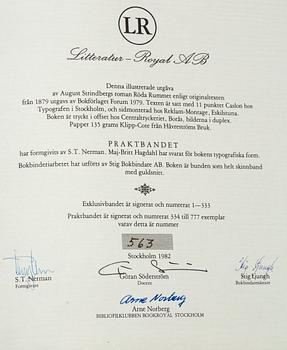 LR
Litteratur – Royal AB
Denna illustrerade utgåva
av August Strindbergs roman Röda Rummet enligt originaltexten
från 1879 utgavs av Bokförlaget Forum 1979. Texten är satt med 11 punkter Caslon hos
Typografen i Stockholm, och sidmonterad hos Reklam-Montage, Eskilstuna.
Boken är tryckt i offset hos Centraltryckeriet, Borås, bilderna i duplex.
Papper 135 grams Klipp-Cote från Håvreströms Bruk.
PRAKTBANDET
har formgivits av S.T. Nerman. Maj-Britt Hagdahl har svarat för bokens typografiska form.
Bokbinderiarbetet har utförts av Stig Bokbindare AB. Boken är bunden som helt skinnband
med guldsnitt.
Exklusivbandet är signerat och numrerat 1—333
Praktbandet är signerat och numrerat 334 till 777 exemplar
varav detta är nummer
563
Stockholm 1982
S.T. Nerman
Formgivare
Göran Söderström
Docent
Stig Ljungh
Bokbindarmästare
Arne Norberg
Arne Norberg
BIBLIOFILKLUBBEN BOOKROYAL STOCKHOLM